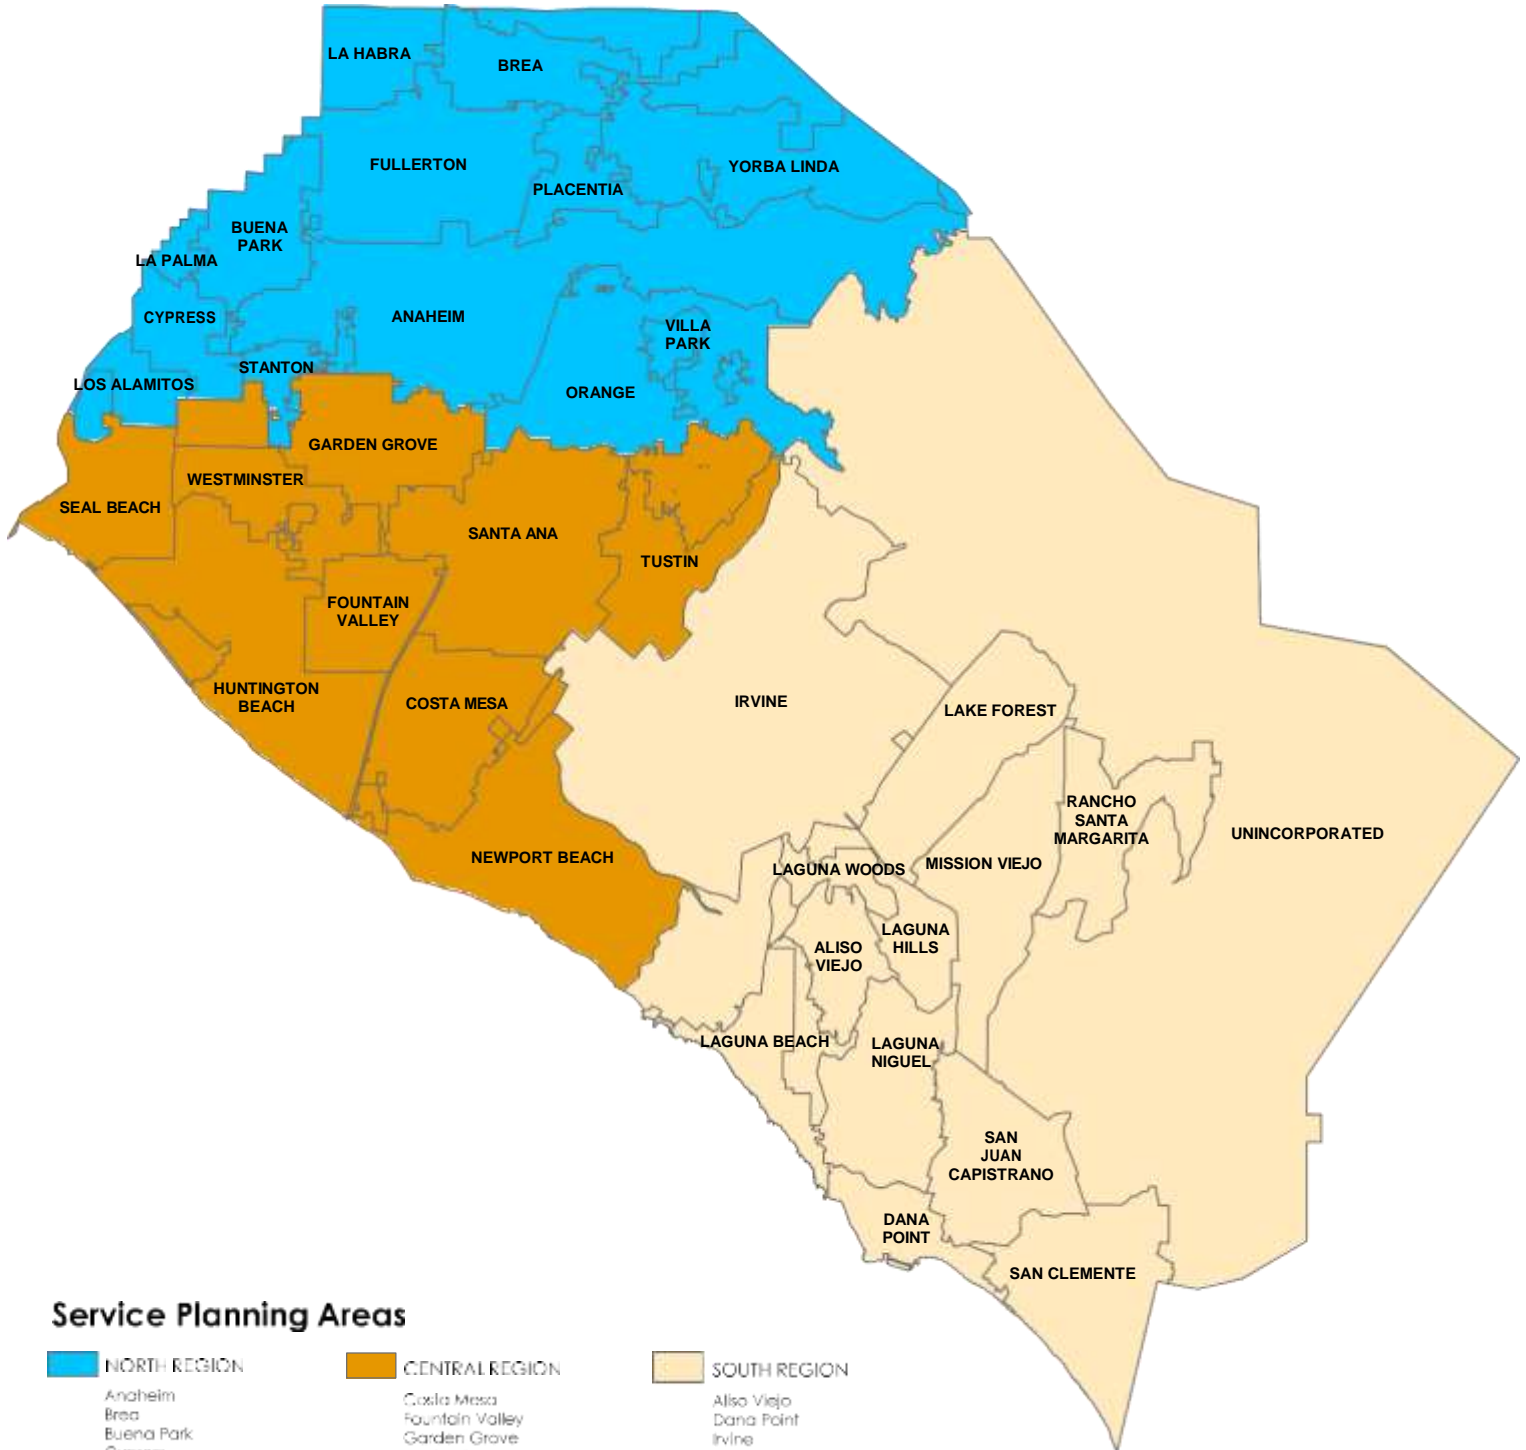 LA HABRA
BREA
FULLERTON
YORBA LINDA
PLACENTIA
BUENA
PARK
LA PALMA
CYPRESS
ANAHEIM
VILLA
PARK
STANTON
LOS ALAMITOS
ORANGE
GARDEN GROVE
WESTMINSTER
SEAL BEACH
SANTA ANA
TUSTIN
FOUNTAIN
VALLEY
HUNTINGTON
BEACH
COSTA MESA
IRVINE
LAKE FOREST
RANCHO
SANTA
MARGARITA
UNINCORPORATED
NEWPORT BEACH
MISSION VIEJO
LAGUNA WOODS
LAGUNA
HILLS
ALISO
VIEJO
LAGUNA BEACH
LAGUNA
NIGUEL
SAN
JUAN
CAPISTRANO
DANA
POINT
SAN CLEMENTE
Service Planning Areas
NORTH REGION
Anaheim
Brea
Buena Park
CENTRAL REGION
Costa Mesa
Fountain Valley
Garden Grove
SOUTH REGION
Aliso Viejo
Dana Point
Irvine